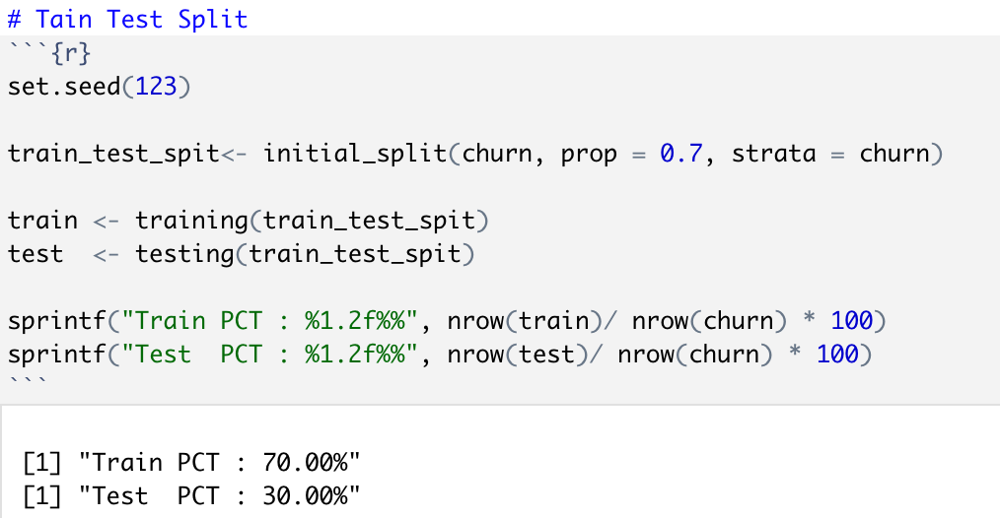 # Tain Test Split
```{r}
set.seed(123)
train_test_spit<- initial_split(churn, prop = 0.7, strata = churn)
train <- training(train_test_spit)
test  <- testing(train_test_spit)
sprintf("Train PCT : %1.2f%%", nrow(train)/ nrow(churn) * 100)
sprintf("Test  PCT : %1.2f%%", nrow(test)/ nrow(churn) * 100)
```
[1] "Train PCT : 70.00%"
[1] "Test  PCT : 30.00%"